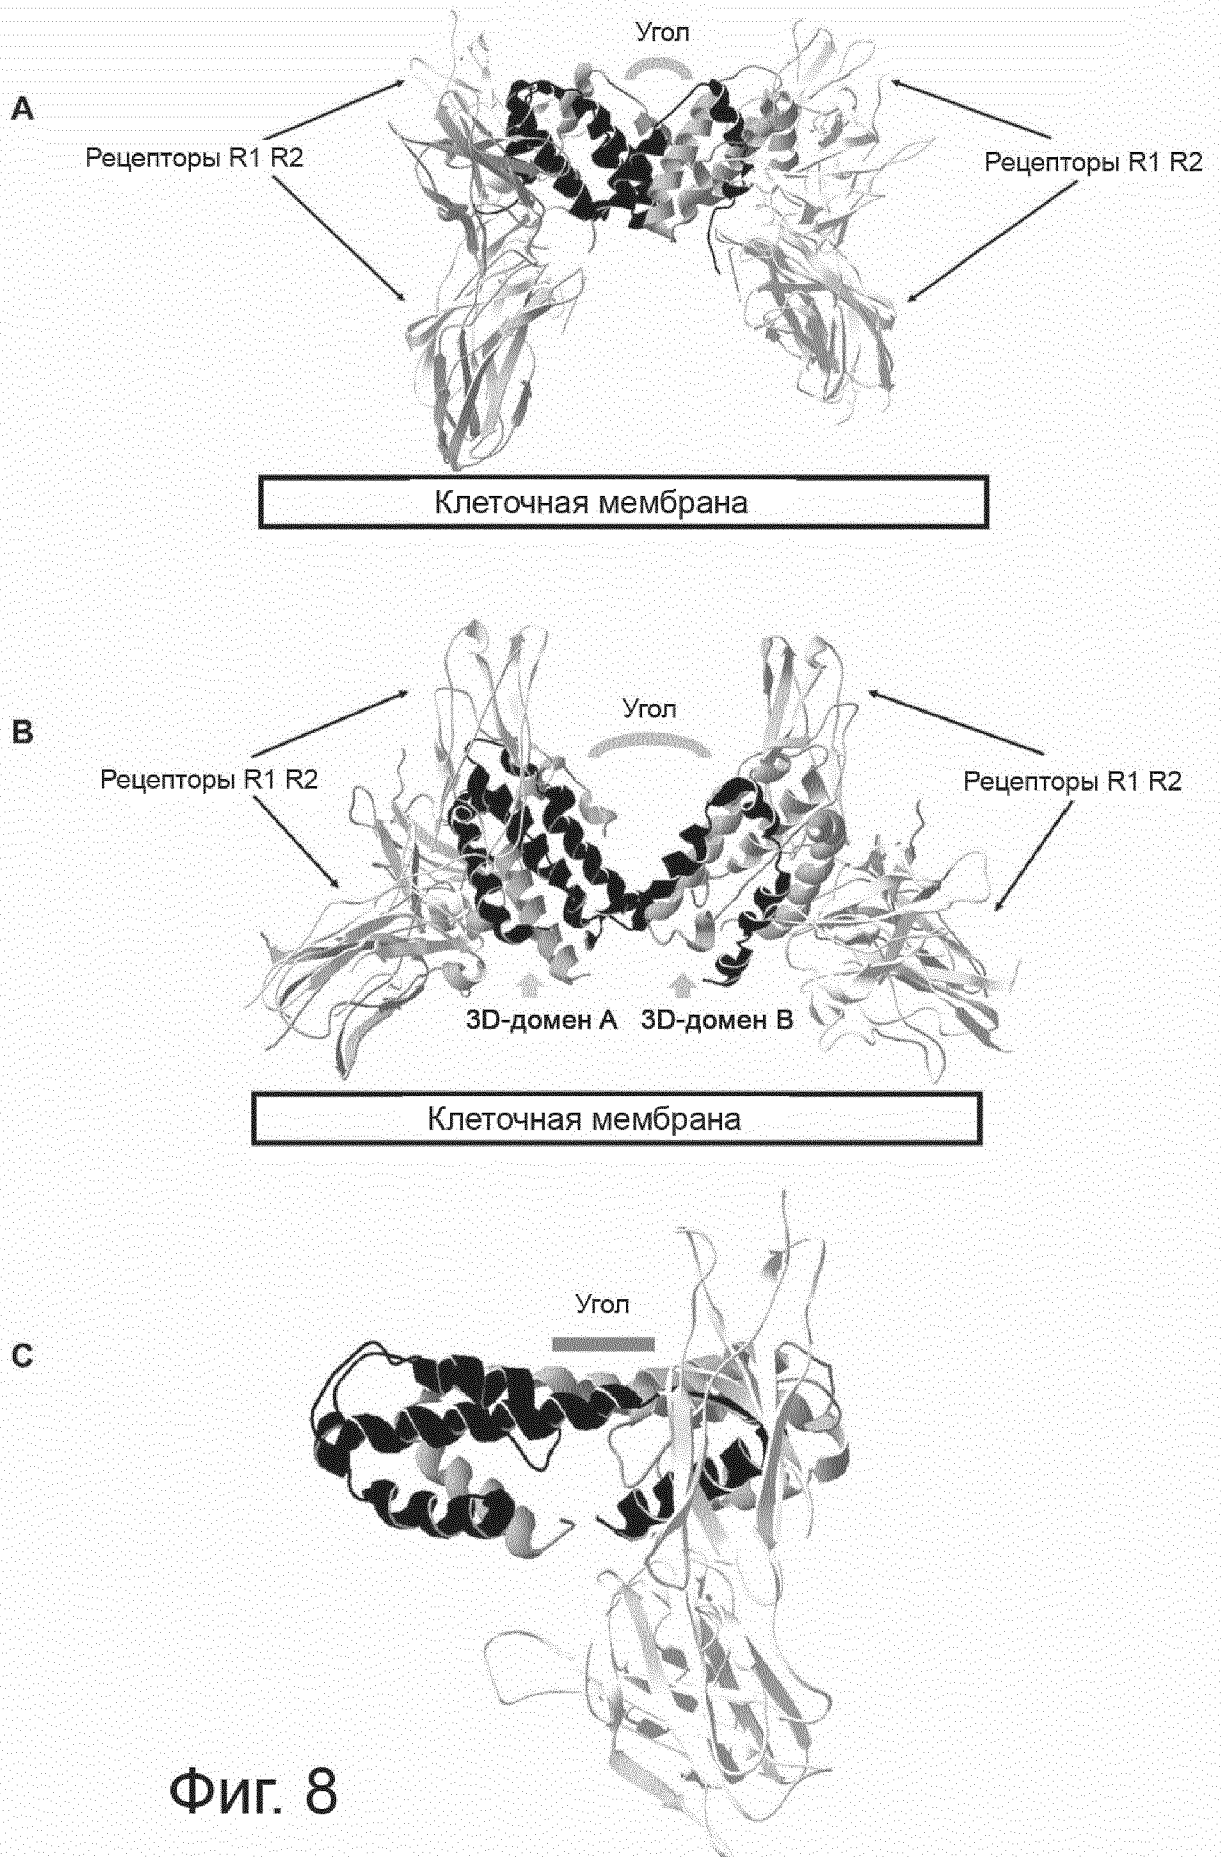 Угол
A
Рецепторы R1 R2
Рецепторы R1 R2
Клеточная мембрана
B
Угол
Рецепторы R1 R2
Рецепторы R1 R2
3D-домен A
3D-домен B
Клеточная мембрана
C
Угол
Фиг. 8